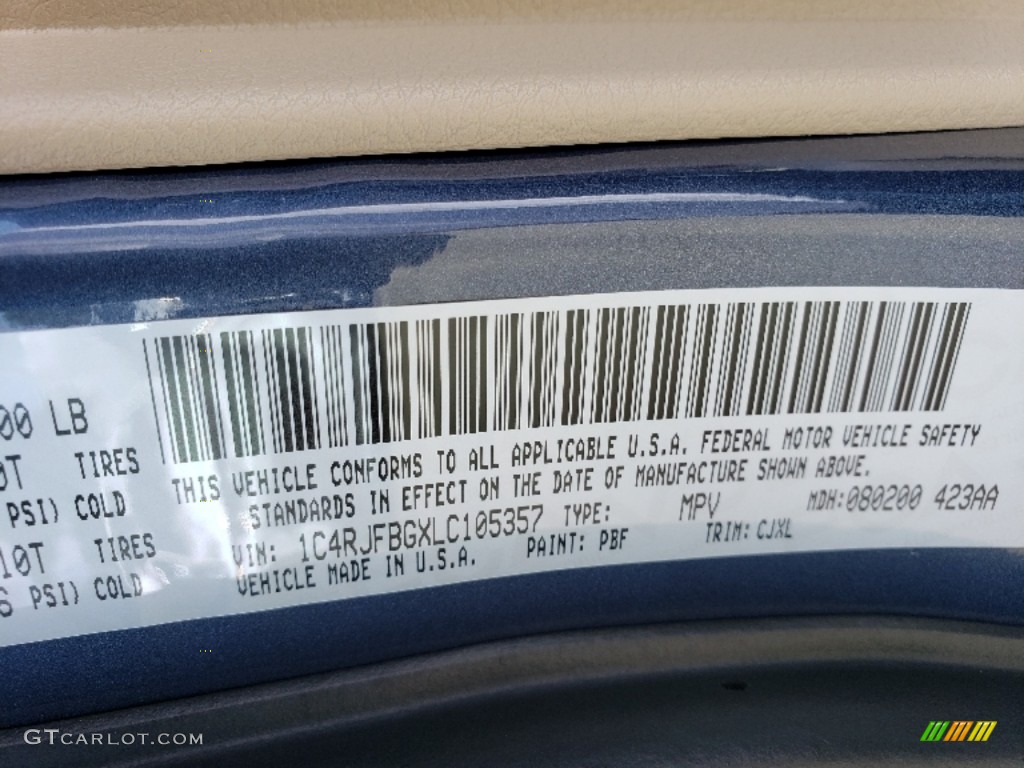 00 LB
0T TIRES
PSI) COLD
10T TIRES
6 PSI) COLD
THIS VEHICLE CONFORMS TO ALL APPLICABLE U.S.A. FEDERAL MOTOR VEHICLE SAFETY
STANDARDS IN EFFECT ON THE DATE OF MANUFACTURE SHOWN ABOVE.
VIN: 1C4RJFBGXLC105357 TYPE: MPV MDH:080200 423AA
VEHICLE MADE IN U.S.A. PAINT: PBF TRIM: CJXL
GTCARLOT.COM